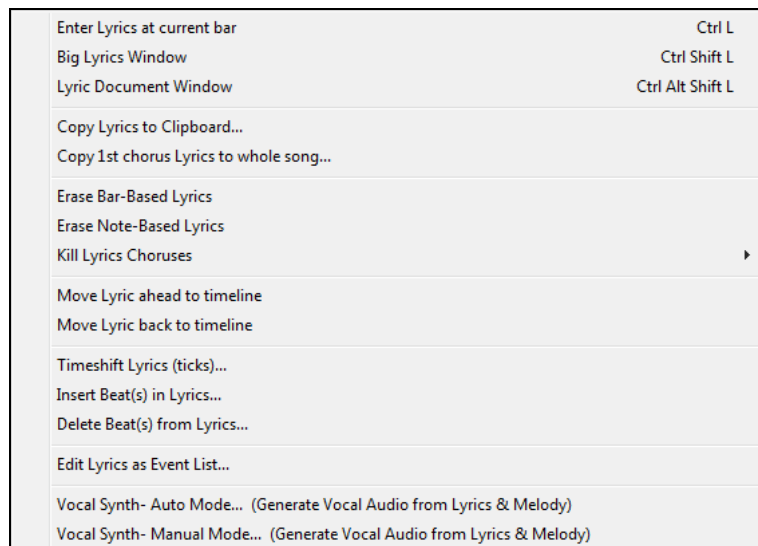 Enter Lyrics at current bar Ctrl L
Big Lyrics Window Ctrl Shift L
Lyric Document Window Ctrl Alt Shift L
Copy Lyrics to Clipboard...
Copy 1st chorus Lyrics to whole song...
Erase Bar-Based Lyrics
Erase Note-Based Lyrics
Kill Lyrics Choruses
Move Lyric ahead to timeline
Move Lyric back to timeline
Timeshift Lyrics (ticks)...
Insert Beat(s) in Lyrics...
Delete Beat(s) from Lyrics...
Edit Lyrics as Event List...
Vocal Synth- Auto Mode... (Generate Vocal Audio from Lyrics & Melody)
Vocal Synth- Manual Mode... (Generate Vocal Audio from Lyrics & Melody)